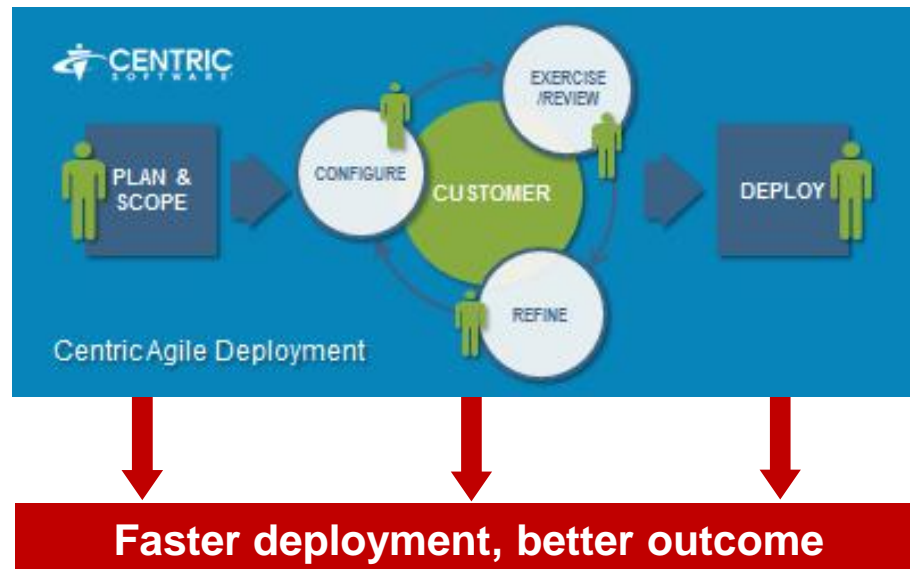 CENTRIC
SOFTWARE
PLAN &
SCOPE
CONFIGURE
EXERCISE
/REVIEW
CUSTOMER
REFINE
DEPLOY
Centric Agile Deployment
Faster deployment, better outcome